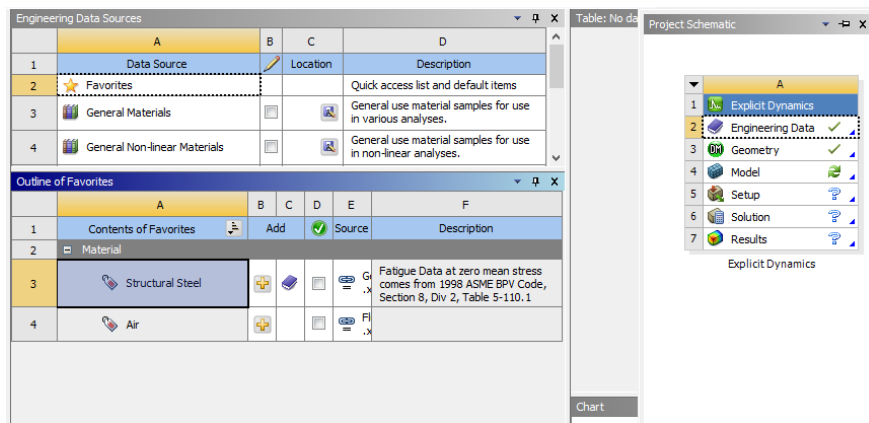 Engineering Data Sources
A B C D
1 Data Source Location Description
2 Favorites Quick access list and default items
3 General Materials General use material samples for use
in various analyses.
4 General Non-linear Materials General use material samples for use
in non-linear analyses.
Outline of Favorites
A B C D E F
1 Contents of Favorites Add Source Description
2 Material
3 Structural Steel Fatigue Data at zero mean stress
comes from 1998 ASME BPV Code,
Section 8, Div 2, Table 5-110.1
4 Air
Table: No da
Chart
Project Schematic
A
1 Explicit Dynamics
2 Engineering Data
3 DM Geometry
4 Model
5 Setup
6 Solution
7 Results
Explicit Dynamics